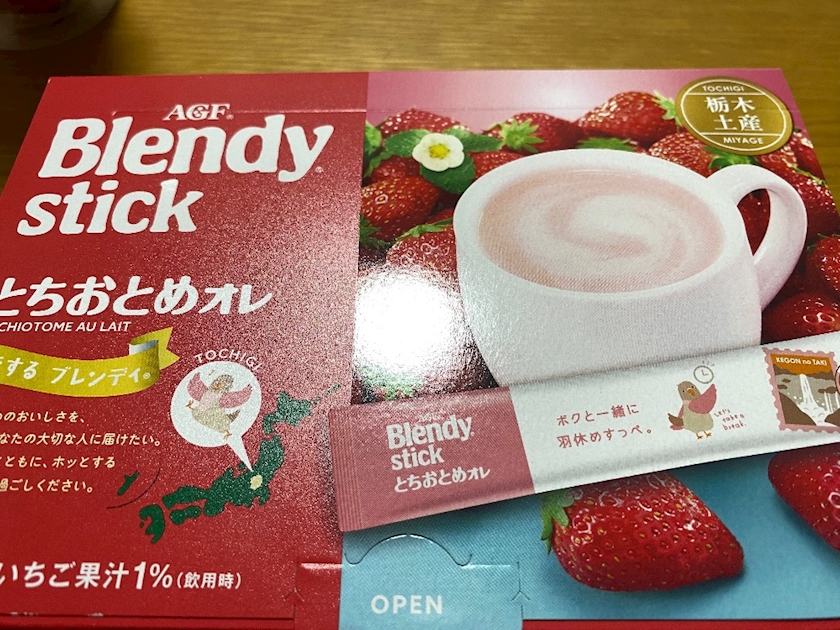 AGF®
Blendy®
stick
とちおとめオレ
CHIOTOME AU LAIT
する ブレンディ®
のおいしさを、
なたの大切な人に届けたい。
とともに、ホッとする
過ごしください。
TOCHIGI
いちご果汁1%(飲用時)
TOCHIGI
栃木
土産
MIYAGE
AGF
Blendy®
stick
とちおとめオレ
ボクと一緒に
羽休めすっぺ。
Let's
take a
break.
KEGON no TAKI
OPEN